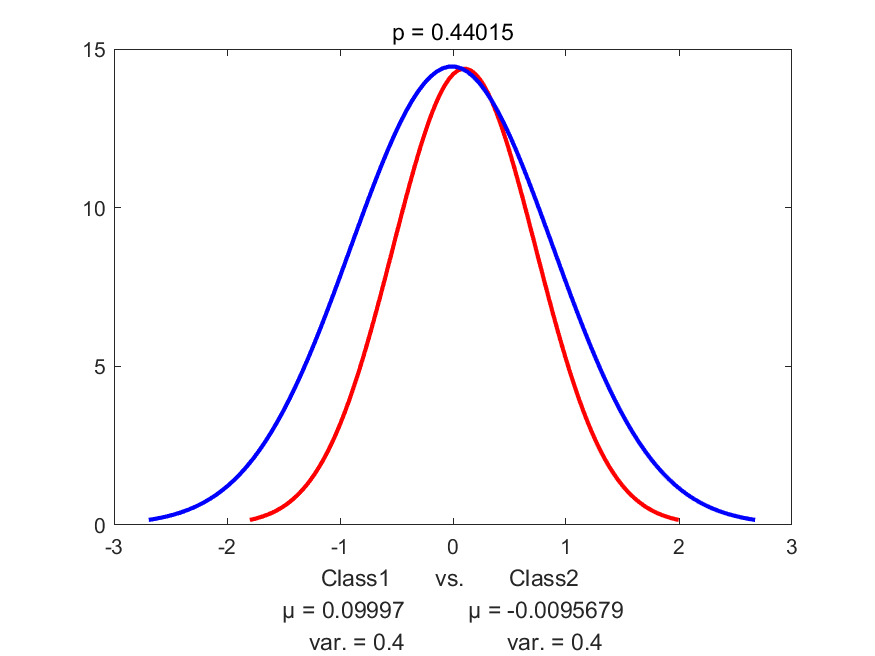 p = 0.44015
15
10
5
0
-3 -2 -1 0 1 2 3
Class1 vs. Class2
μ = 0.09997 μ = -0.0095679
var. = 0.4 var. = 0.4